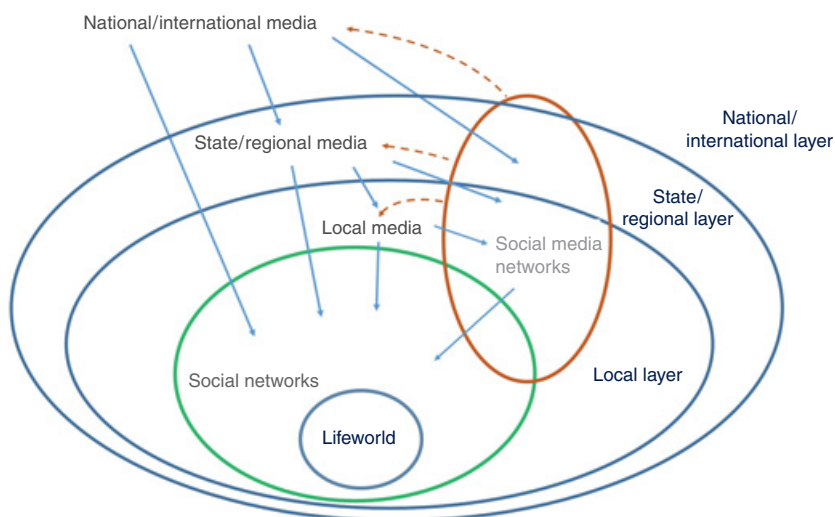 National/international media
National/
international layer
State/regional media
State/
regional layer
Local media
Social media
networks
Local layer
Social networks
Lifeworld